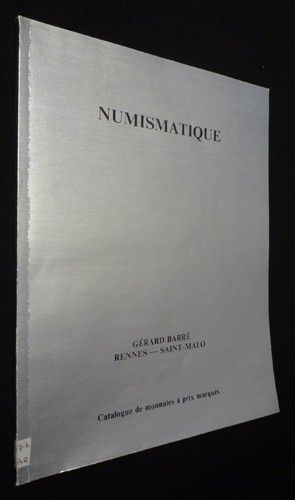 NUMISMATIQUE
GÉRARD BARRÉ
RENNES — SAINT-MALO
Catalogue de monnaies à prix marqués